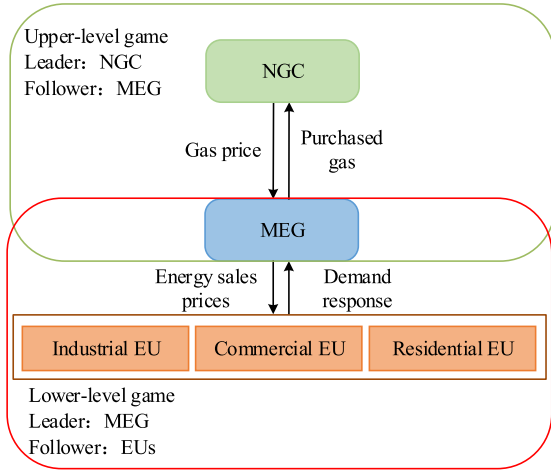 Upper-level game
Leader：NGC
Follower：MEG
NGC
Gas price
Purchased
gas
MEG
Energy sales
prices
Demand
response
Industrial EU
Commercial EU
Residential EU
Lower-level game
Leader：MEG
Follower：EUs